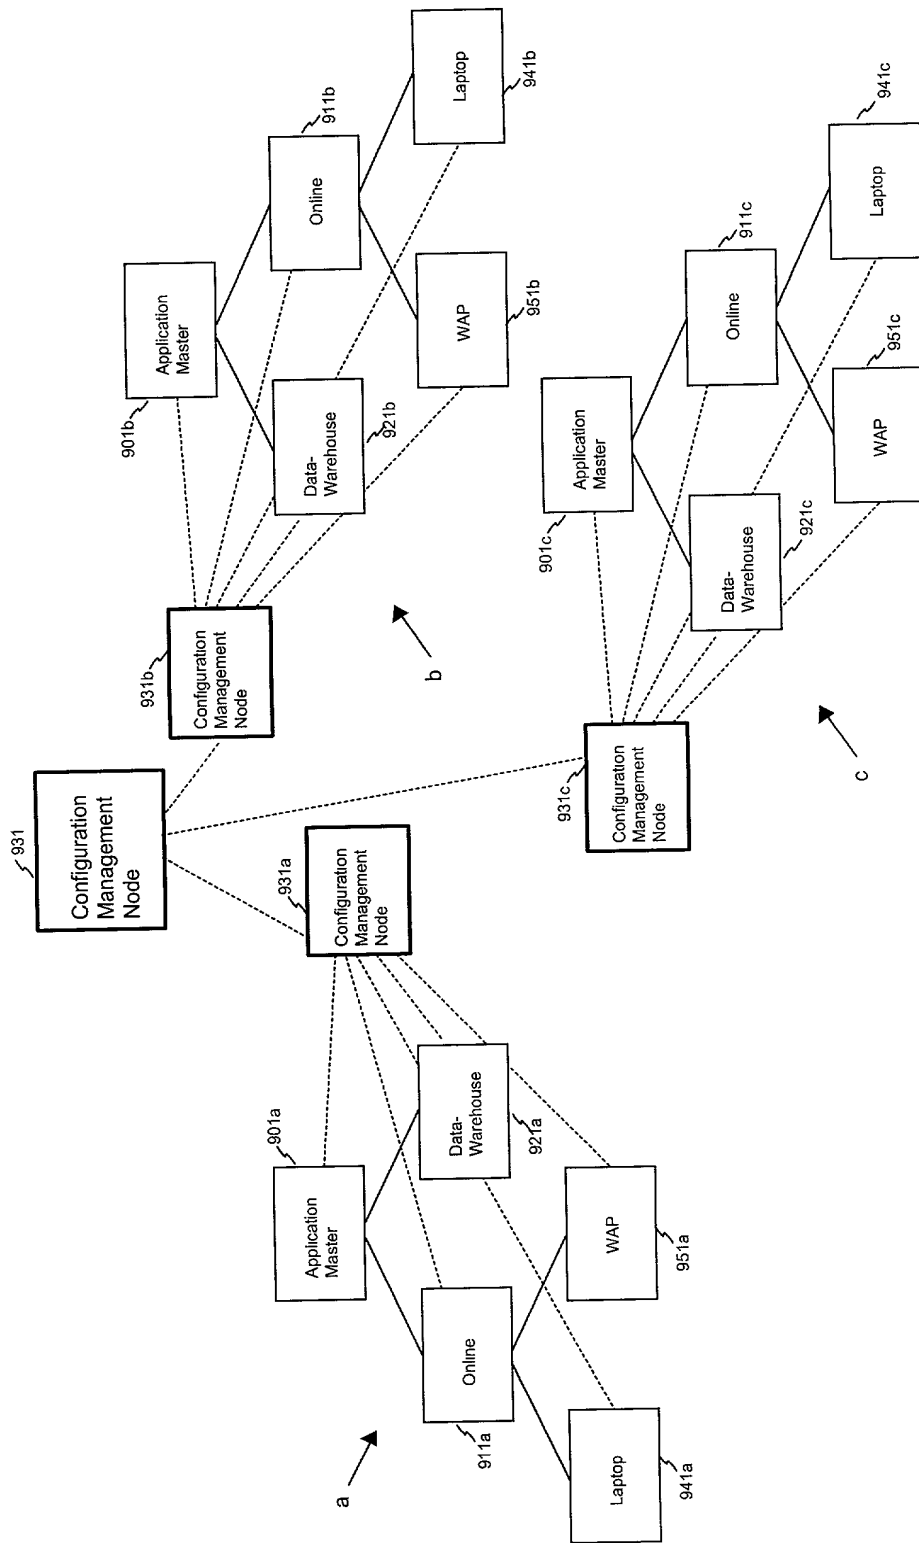 931
Configuration
Management
Node
931a
Configuration
Management
Node
901a
Application
Master
911a
Online
921a
Data-
Warehouse
941a
Laptop
951a
WAP
a
931b
Configuration
Management
Node
901b
Application
Master
911b
Online
921b
Data-
Warehouse
951b
WAP
941b
Laptop
b
931c
Configuration
Management
Node
901c
Application
Master
911c
Online
921c
Data-
Warehouse
951c
WAP
941c
Laptop
c